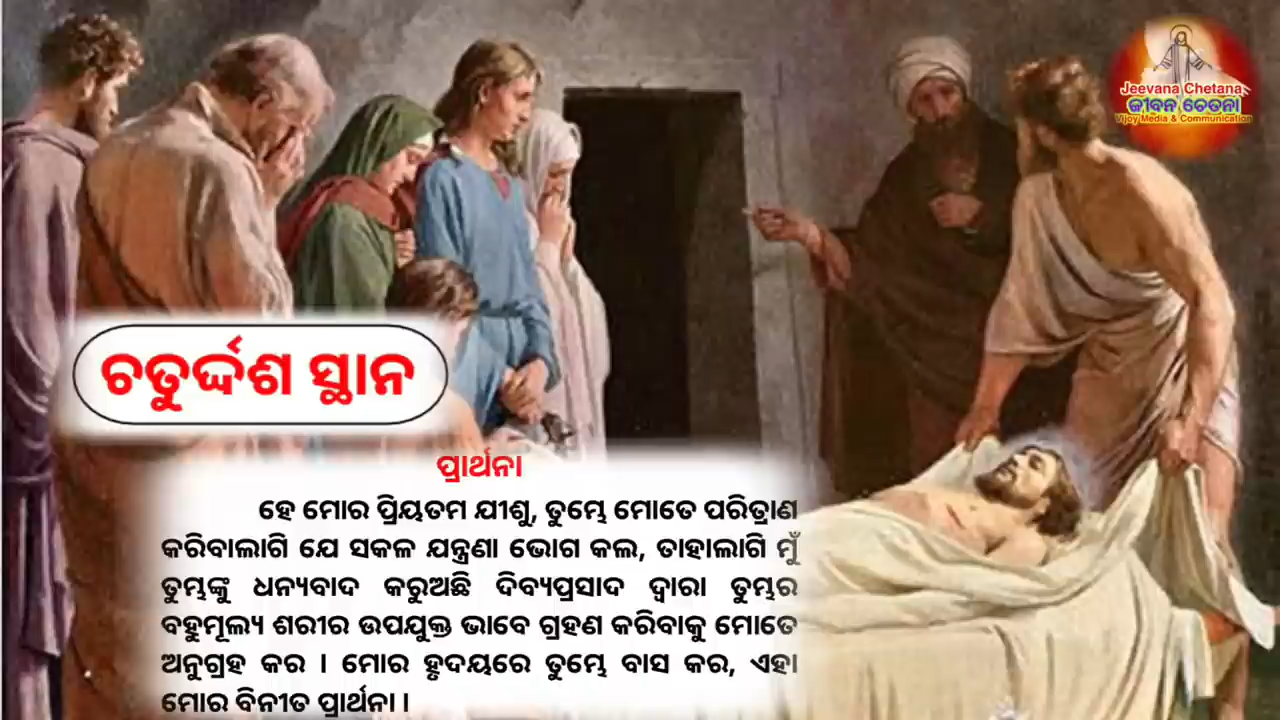 Jeevana Chetana
ଜୀବନ ଚେତନା
Vijoy Media & Communication
ଚତୁର୍ଦ୍ଦଶ ସ୍ଥାନ
ପ୍ରାର୍ଥନା
ହେ ମୋର ପ୍ରିୟତମ ଯୀଶୁ, ତୁମ୍ଭେ ମୋତେ ପରିତ୍ରାଣ
କରିବାଲାଗି ଯେ ସକଳ ଯନ୍ତ୍ରଣା ଭୋଗ କଲ, ତାହାଲାଗି ମୁଁ
ତୁମ୍ଭଙ୍କୁ ଧନ୍ୟବାଦ କରୁଅଛି ଦିବ୍ୟପ୍ରସାଦ ଦ୍ୱାରା ତୁମ୍ଭର
ବହୁମୂଲ୍ୟ ଶରୀର ଉପଯୁକ୍ତ ଭାବେ ଗ୍ରହଣ କରିବାକୁ ମୋତେ
ଅନୁଗ୍ରହ କର । ମୋର ହୃଦୟରେ ତୁମ୍ଭେ ବାସ କର, ଏହା
ମୋର ବିନୀତ ପ୍ରାର୍ଥନା ।